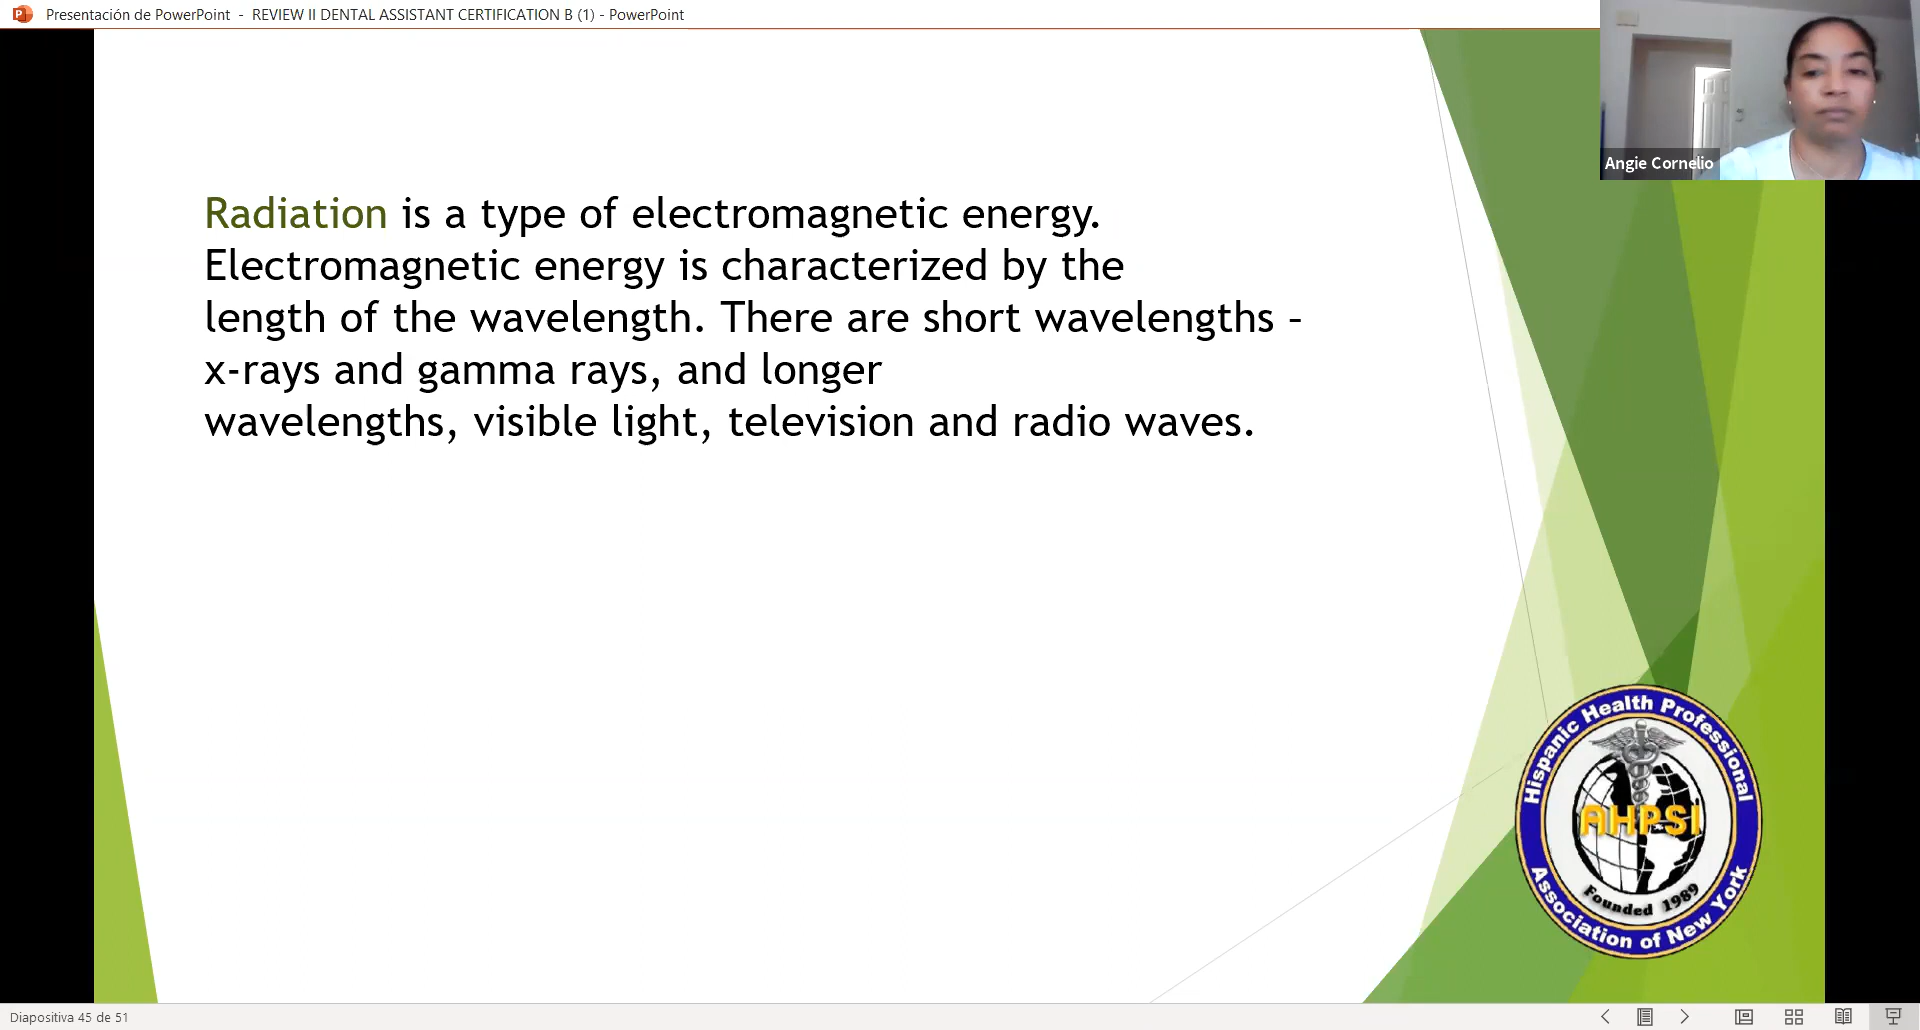 Presentación de PowerPoint - REVIEW II DENTAL ASSISTANT CERTIFICATION B (1) - PowerPoint
Angie Cornelio
Radiation is a type of electromagnetic energy.
Electromagnetic energy is characterized by the
length of the wavelength. There are short wavelengths –
x-rays and gamma rays, and longer
wavelengths, visible light, television and radio waves.
Hispanic Health Professional
AHPSI
Founded 1989
Association of New York
Diapositiva 45 de 51